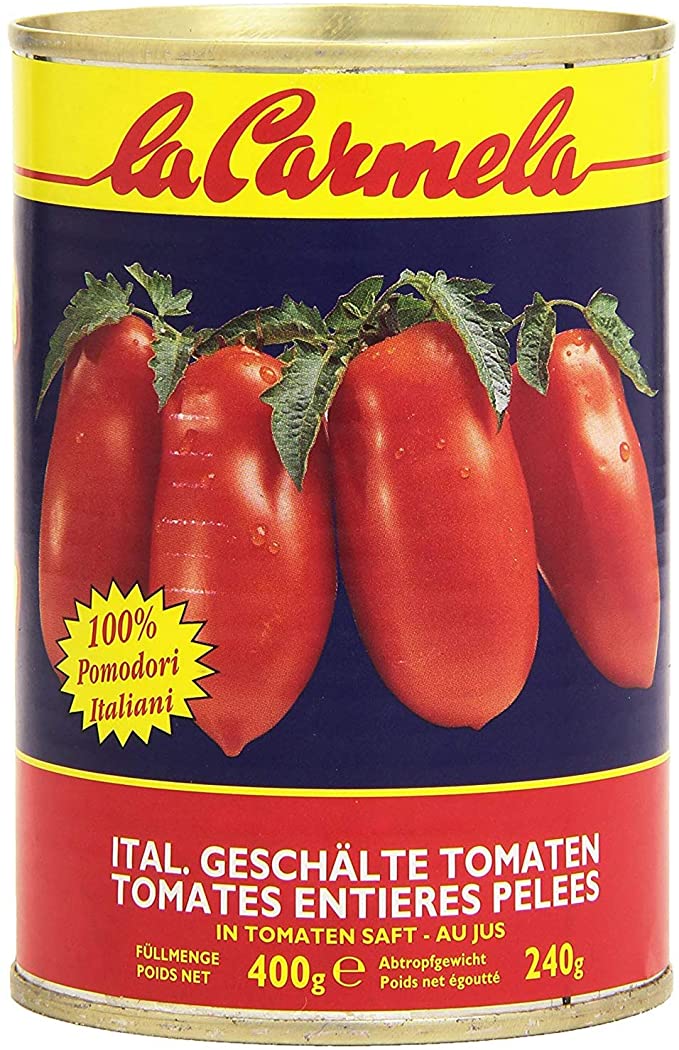 la Carmela
100%
Pomodori
Italiani
ITAL. GESCHÄLTE TOMATEN
TOMATES ENTIERES PELEES
IN TOMATEN SAFT - AU JUS
FÜLLMENGE
POIDS NET
400g ℮
Abtropfgewicht
Poids net égoutté
240g